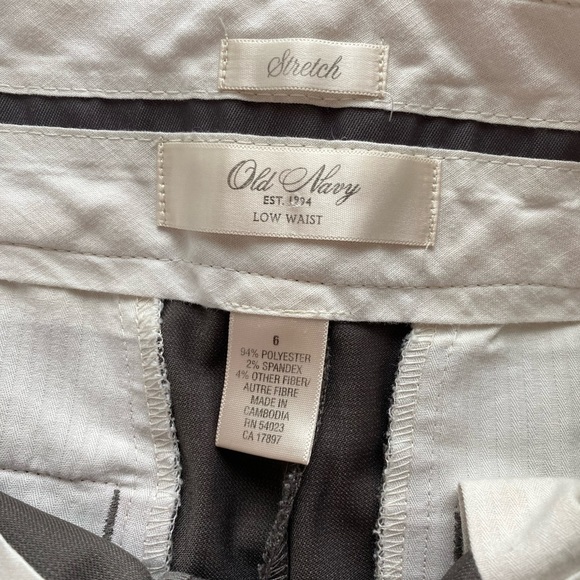 Stretch
Old Navy
EST. 1994
LOW WAIST
6
94% POLYESTER
2% SPANDEX
4% OTHER FIBER/
AUTRE FIBRE
MADE IN
CAMBODIA
RN 54023
CA 17897